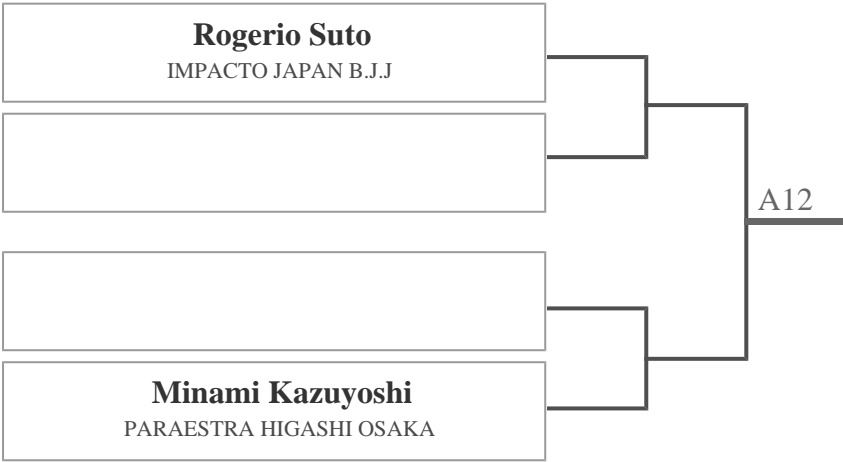 Rogerio Suto
IMPACTO JAPAN B.J.J
A12
Minami Kazuyoshi
PARAESTRA HIGASHI OSAKA